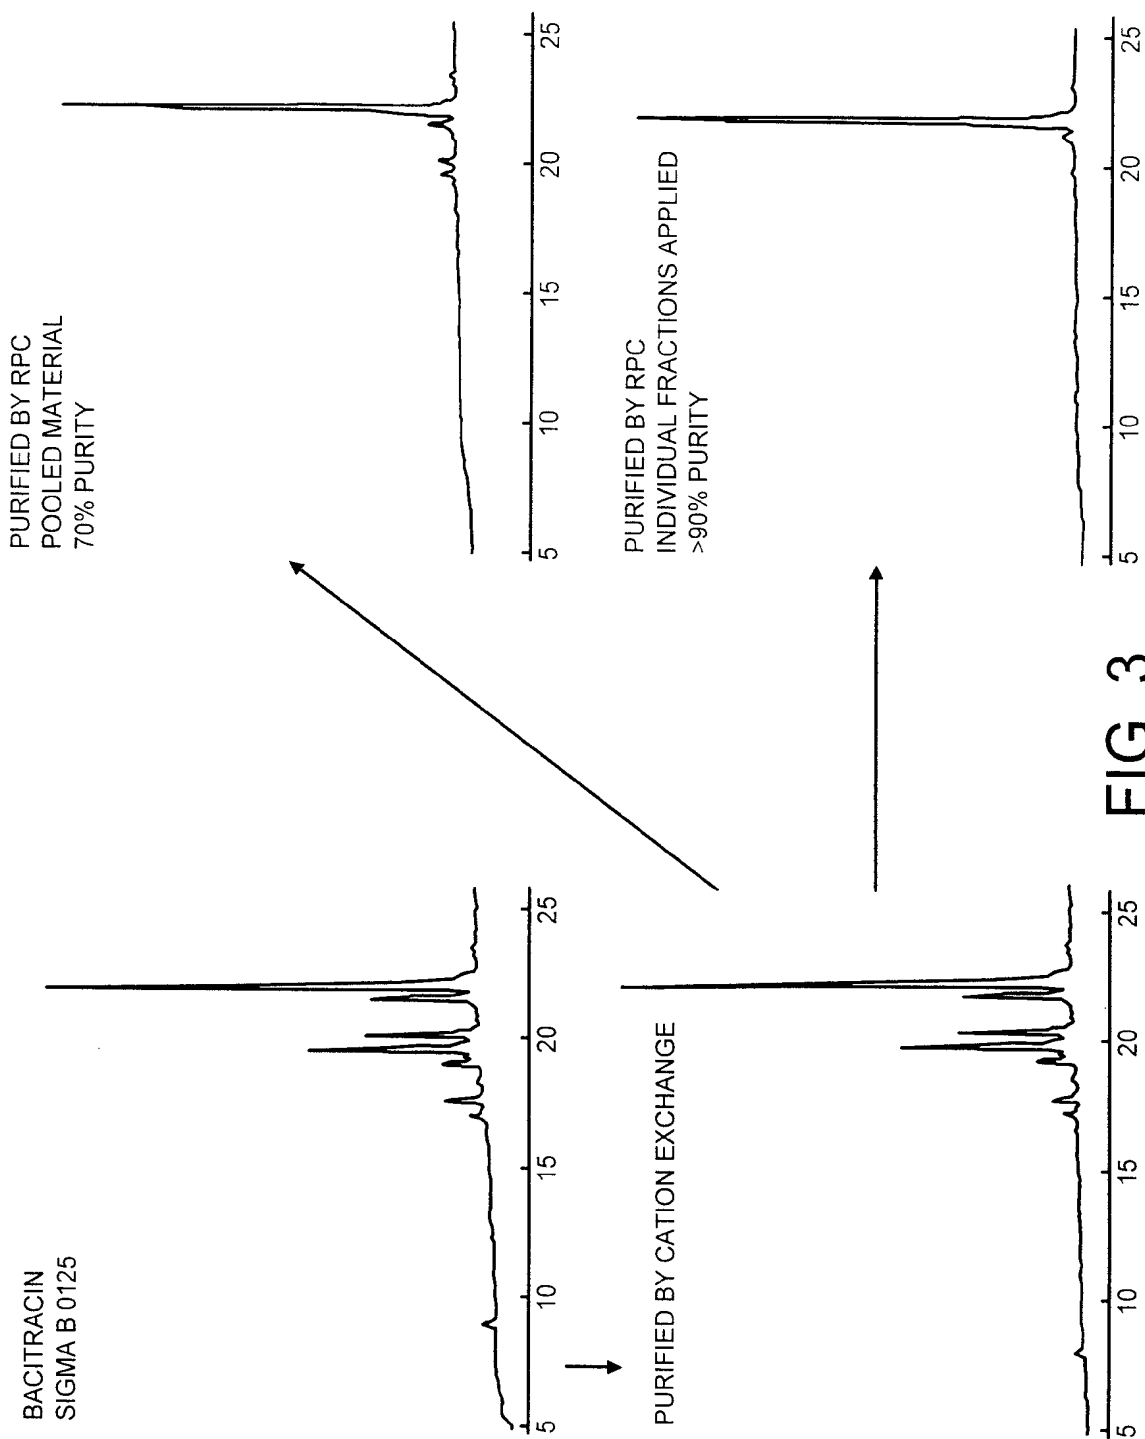 BACITRACIN
SIGMA B 0125
5 10 15 20 25
PURIFIED BY RPC
POOLED MATERIAL
70% PURITY
5 10 15 20 25
PURIFIED BY CATION EXCHANGE
5 10 15 20 25
PURIFIED BY RPC
INDIVIDUAL FRACTIONS APPLIED
>90% PURITY
5 10 15 20 25
FIG 3